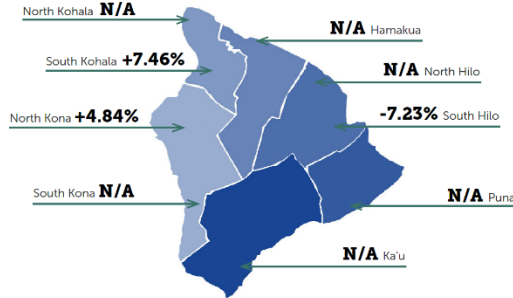 North Kohala N/A
N/A Hamakua
South Kohala +7.46%
N/A North Hilo
North Kona +4.84%
-7.23% South Hilo
South Kona N/A
N/A Puna
N/A Ka'u